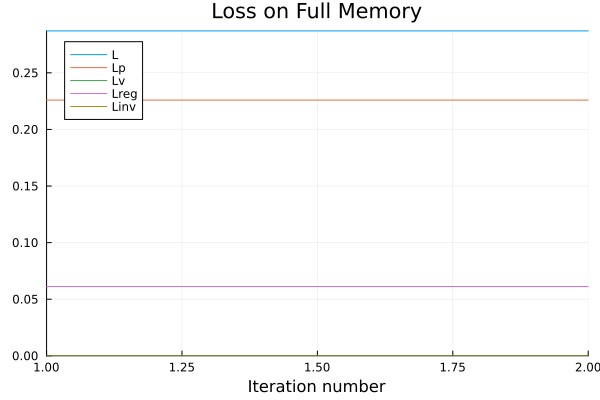 Loss on Full Memory
L
Lp
Lv
Lreg
Linv
0.25
0.20
0.15
0.10
0.05
0.00
1.00 1.25 1.50 1.75 2.00
Iteration number